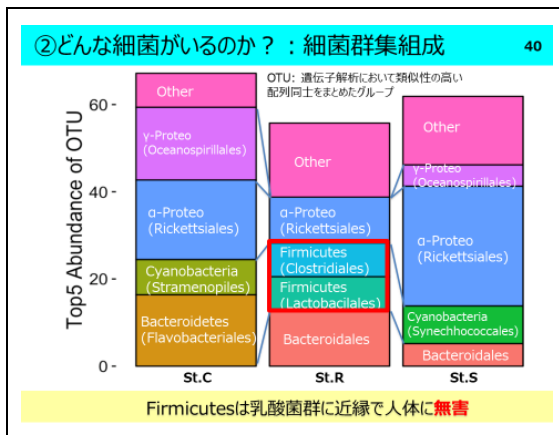 ②どんな細菌がいるのか？：細菌群集組成
40
OTU: 遺伝子解析において類似性の高い
配列同士をまとめたグループ
Top5 Abundance of OTU
60
40
20
0
Other
γ-Proteo
(Oceanospirillales)
α-Proteo
(Rickettsiales)
Cyanobacteria
(Stramenopiles)
Bacteroidetes
(Flavobacteriales)
St.C
Other
α-Proteo
(Rickettsiales)
Firmicutes
(Clostridiales)
Firmicutes
(Lactobacilales)
Bacteroidales
St.R
Other
γ-Proteo
(Oceanospirillales)
α-Proteo
(Rickettsiales)
Cyanobacteria
(Synechhococcales)
Bacteroidales
St.S
Firmicutesは乳酸菌群に近縁で人体に無害